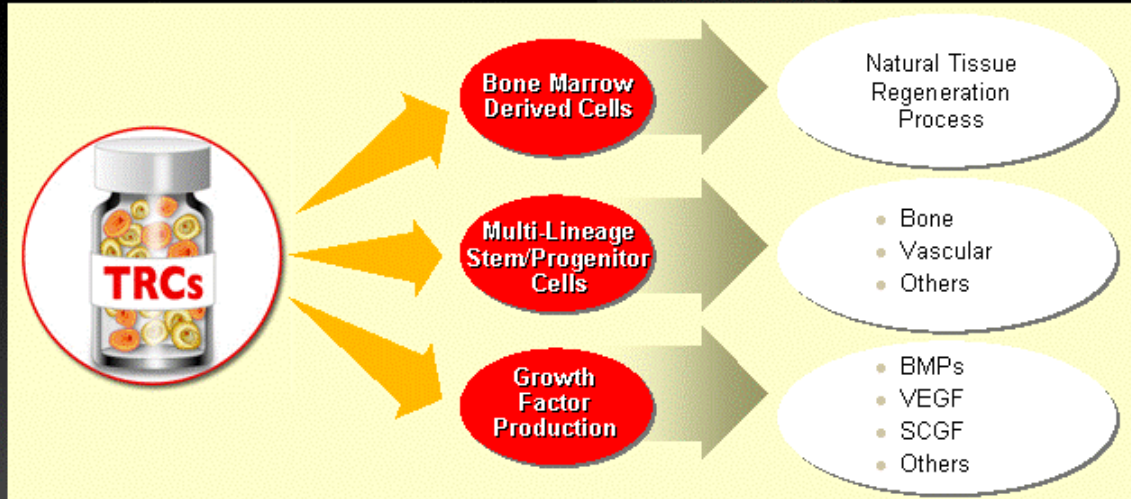 TRCs
Bone Marrow
Derived Cells
Natural Tissue
Regeneration
Process
Multi-Lineage
Stem/Progenitor
Cells
Bone
Vascular
Others
Growth
Factor
Production
BMPs
VEGF
SCGF
Others